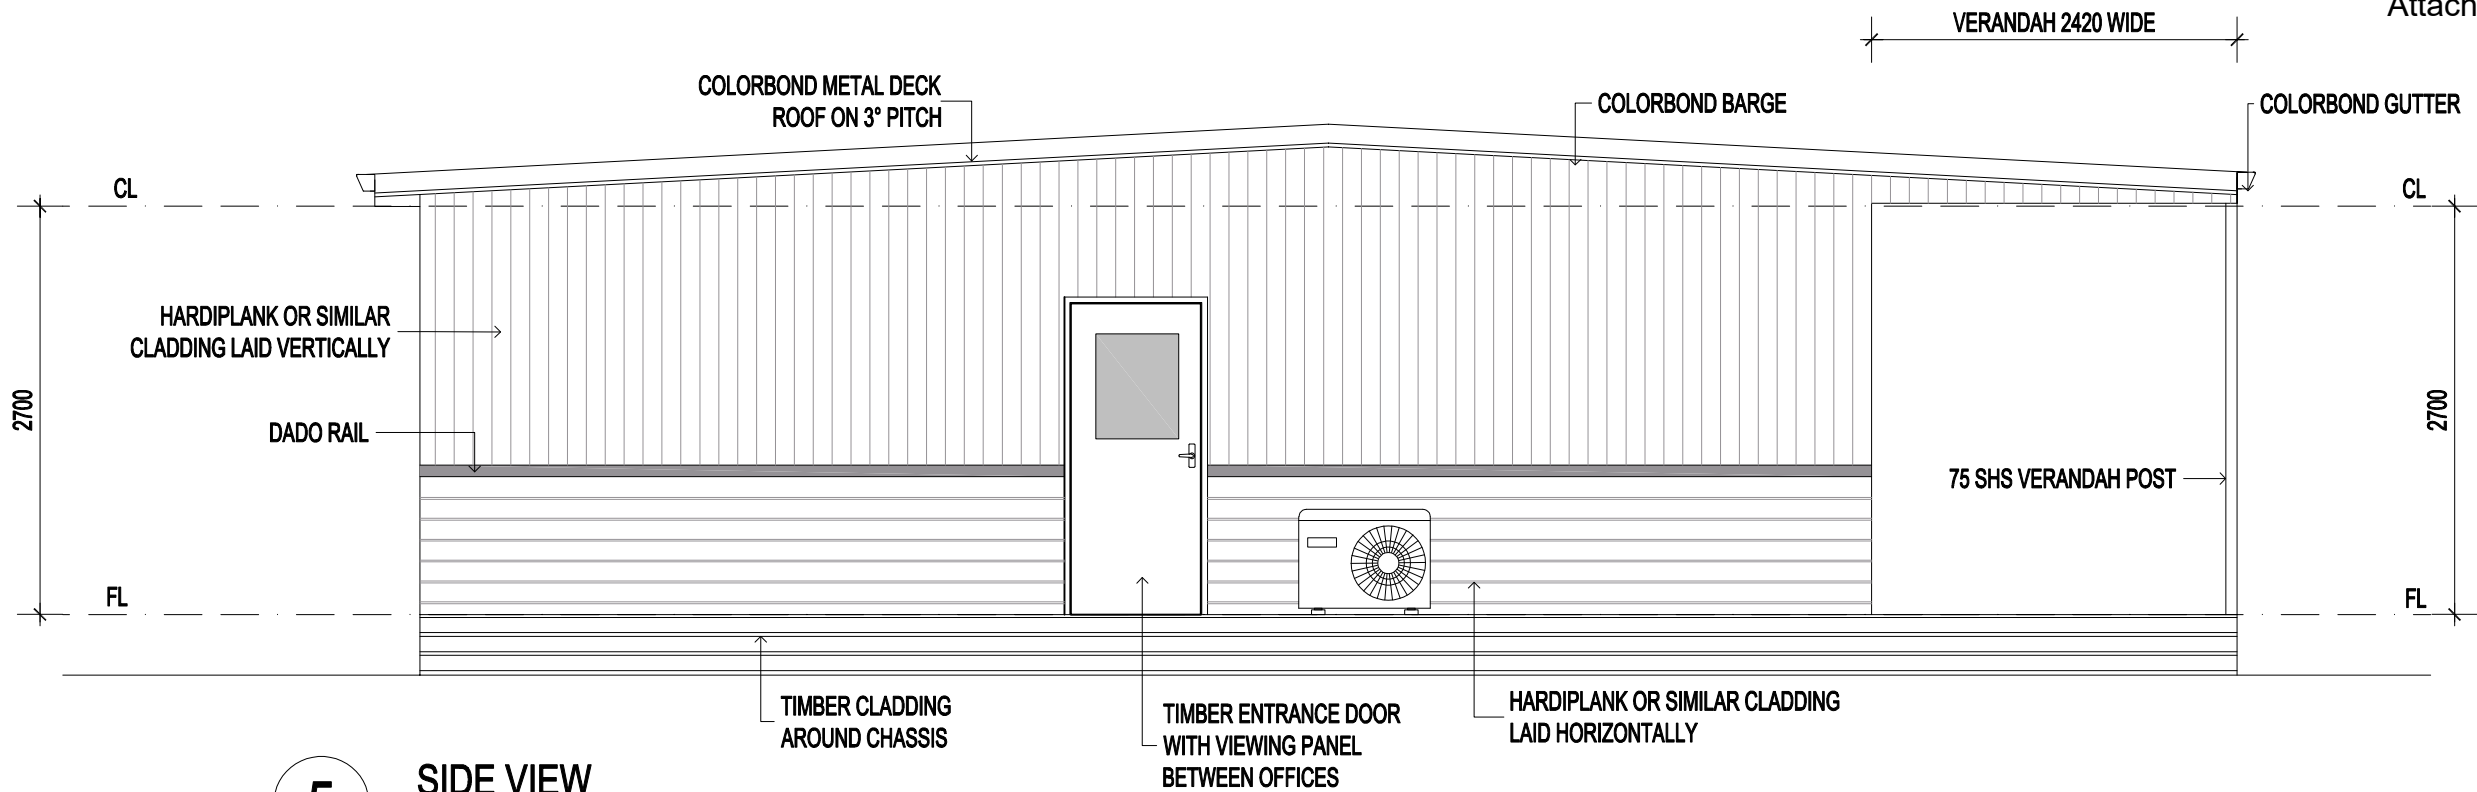 Attach
VERANDAH 2420 WIDE
COLORBOND METAL DECK
ROOF ON 3° PITCH
COLORBOND BARGE
COLORBOND GUTTER
CL
CL
HARDIPLANK OR SIMILAR
CLADDING LAID VERTICALLY
2700
2700
DADO RAIL
75 SHS VERANDAH POST
FL
FL
TIMBER CLADDING
AROUND CHASSIS
TIMBER ENTRANCE DOOR
WITH VIEWING PANEL
BETWEEN OFFICES
HARDIPLANK OR SIMILAR CLADDING
LAID HORIZONTALLY
SIDE VIEW